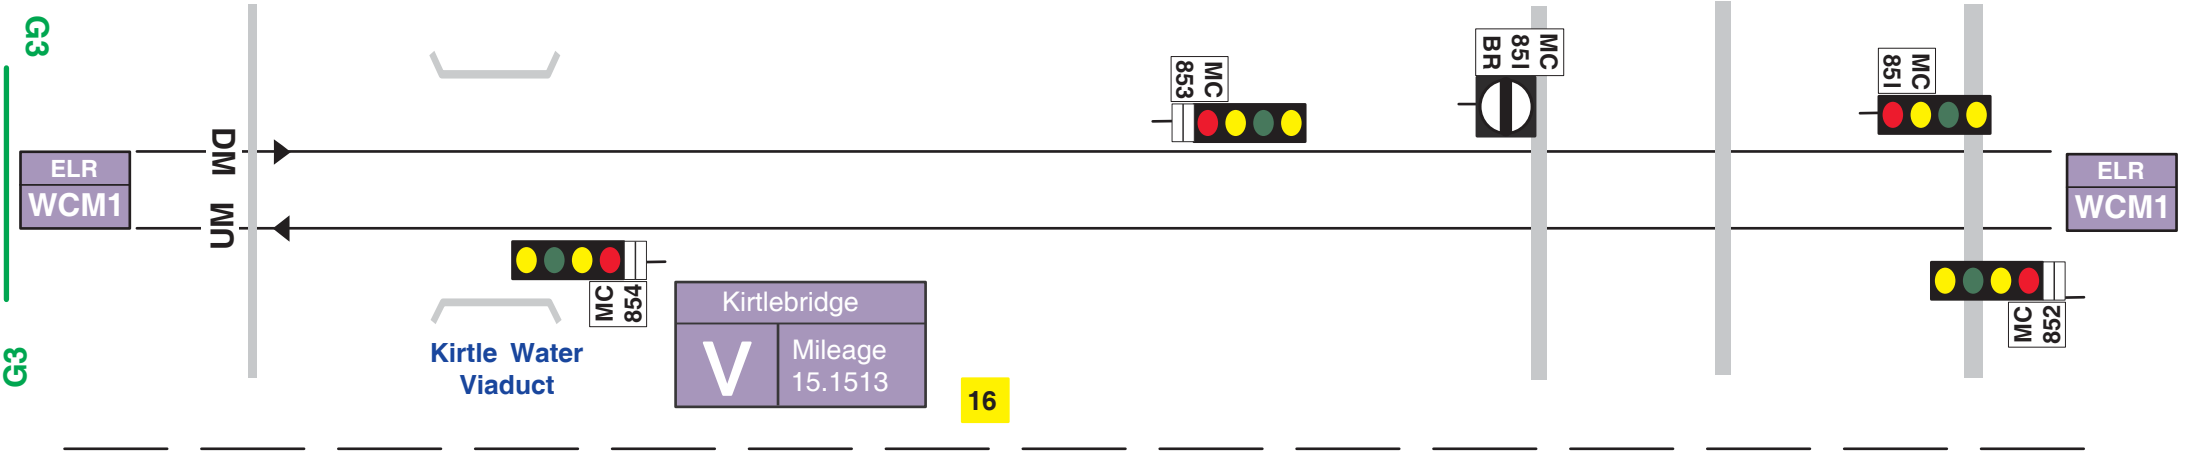 G3
G3
ELR
WCM1
DM
UM
MC
853
MC
851
BR
MC
851
ELR
WCM1
MC
854
MC
852
Kirtle Water
Viaduct
Kirtlebridge
V
Mileage
15.1513
16